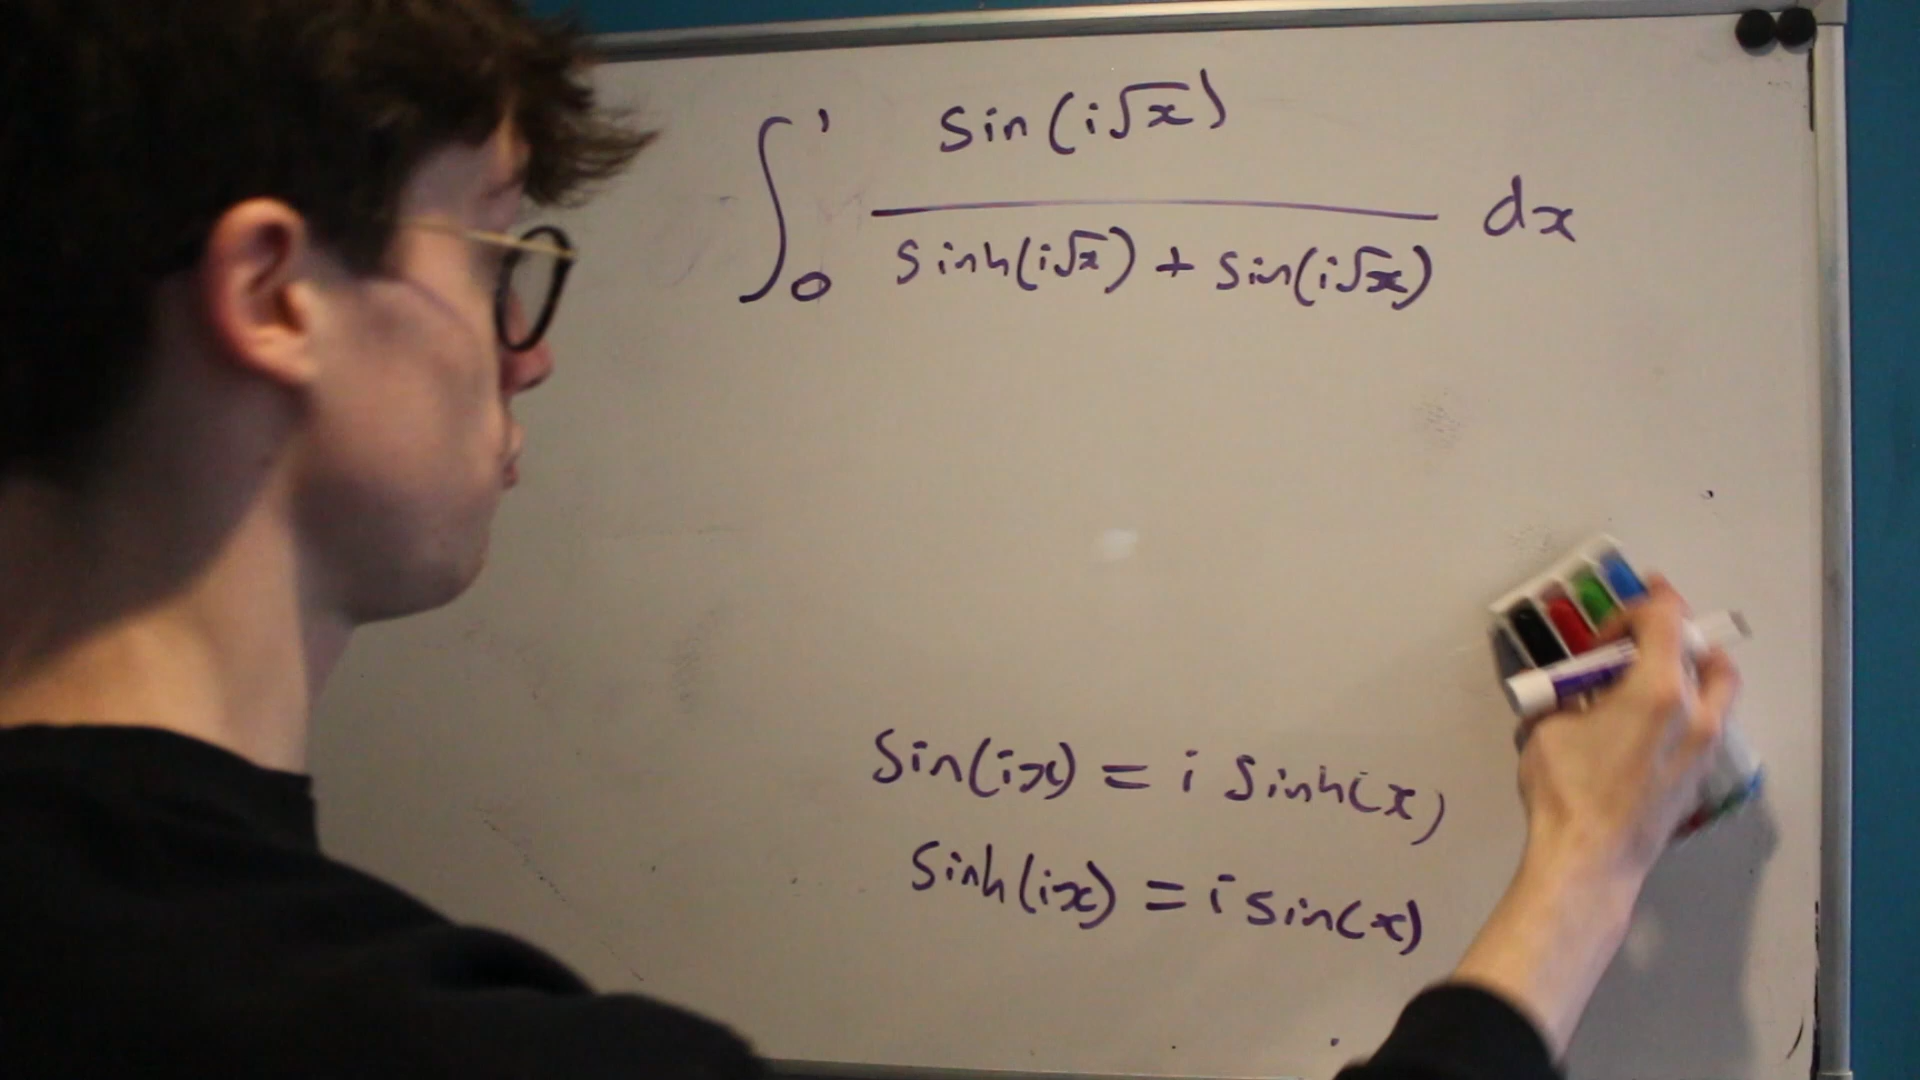 ∫₀¹ sin(i√x) / (sinh(i√x) + sin(i√x)) dx
sin(ix) = i sinh(x)
sinh(ix) = i sin(x)